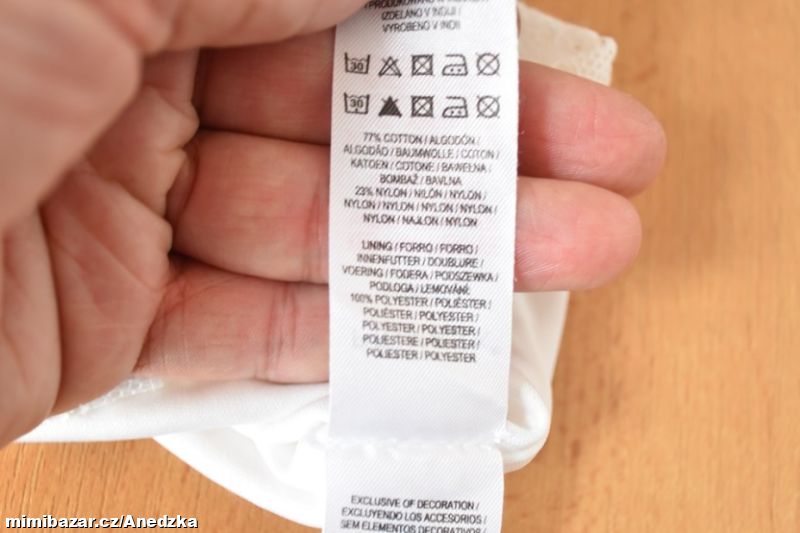 IZDELANO V INDIJI /
VYROBENO V INDII
30
30
77% COTTON / ALGODÓN /
ALGODÃO / BAUMWOLLE / COTON /
KATOEN / COTONE / BAWEŁNA /
BOMBAŽ / BAVLNA
23% NYLON / NILÓN / NYLON /
NYLON / NYLON / NYLON / NYLON /
NYLON / NAJLON / NYLON
LINING / FORRO / FORRO /
INNENFUTTER / DOUBLURE /
VOERING / FODERA / PODSZEWKA /
PODLOGA / LEMOVÁNÍ:
100% POLYESTER / POLIÉSTER /
POLIÉSTER / POLYESTER /
POLYESTER / POLYESTER /
POLIESTERE / POLIESTER /
POLIESTER / POLYESTER
EXCLUSIVE OF DECORATION /
EXCLUYENDO LOS ACCESORIOS /
SEM ELEMENTOS DECORATIVOS /
mimibazar.cz/Anedzka